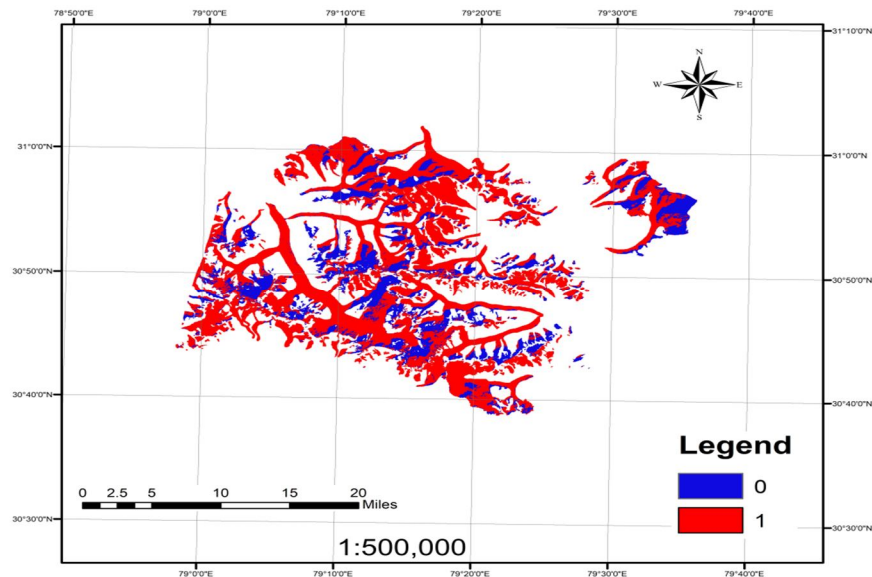 78°50'0"E 79°0'0"E 79°10'0"E 79°20'0"E 79°30'0"E 79°40'0"E
31°10'0"N
N
W E
S
31°0'0"N 31°0'0"N
30°50'0"N 30°50'0"N
30°40'0"N 30°40'0"N
Legend
0
1
0 2.5 5 10 15 20
Miles
30°30'0"N 30°30'0"N
1:500,000
79°0'0"E 79°10'0"E 79°20'0"E 79°30'0"E 79°40'0"E